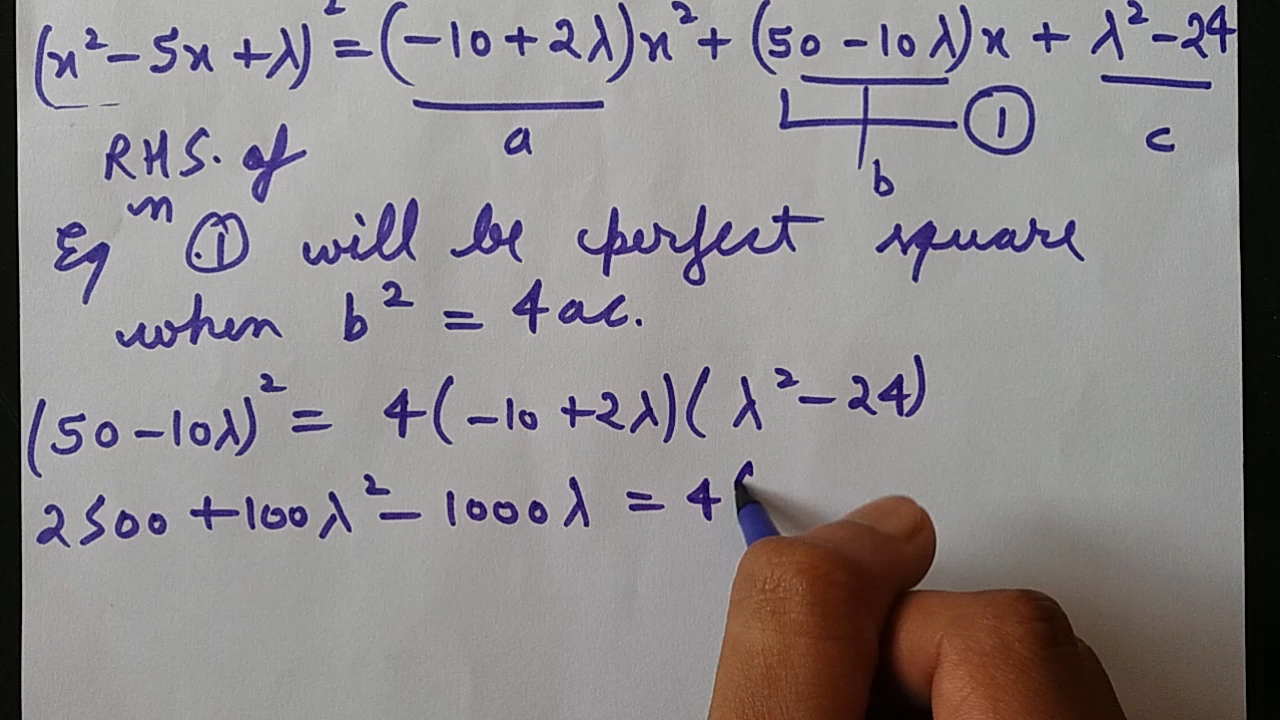 (x² - 5x + λ)² = (-10 + 2λ)x² + (50 - 10λ)x + λ² - 24
a b ① c
RHS. of
Eqⁿ ① will be perfect square
when b² = 4ac.
(50 - 10λ)² = 4(-10 + 2λ)(λ² - 24)
2500 + 100λ² - 1000λ = 4(